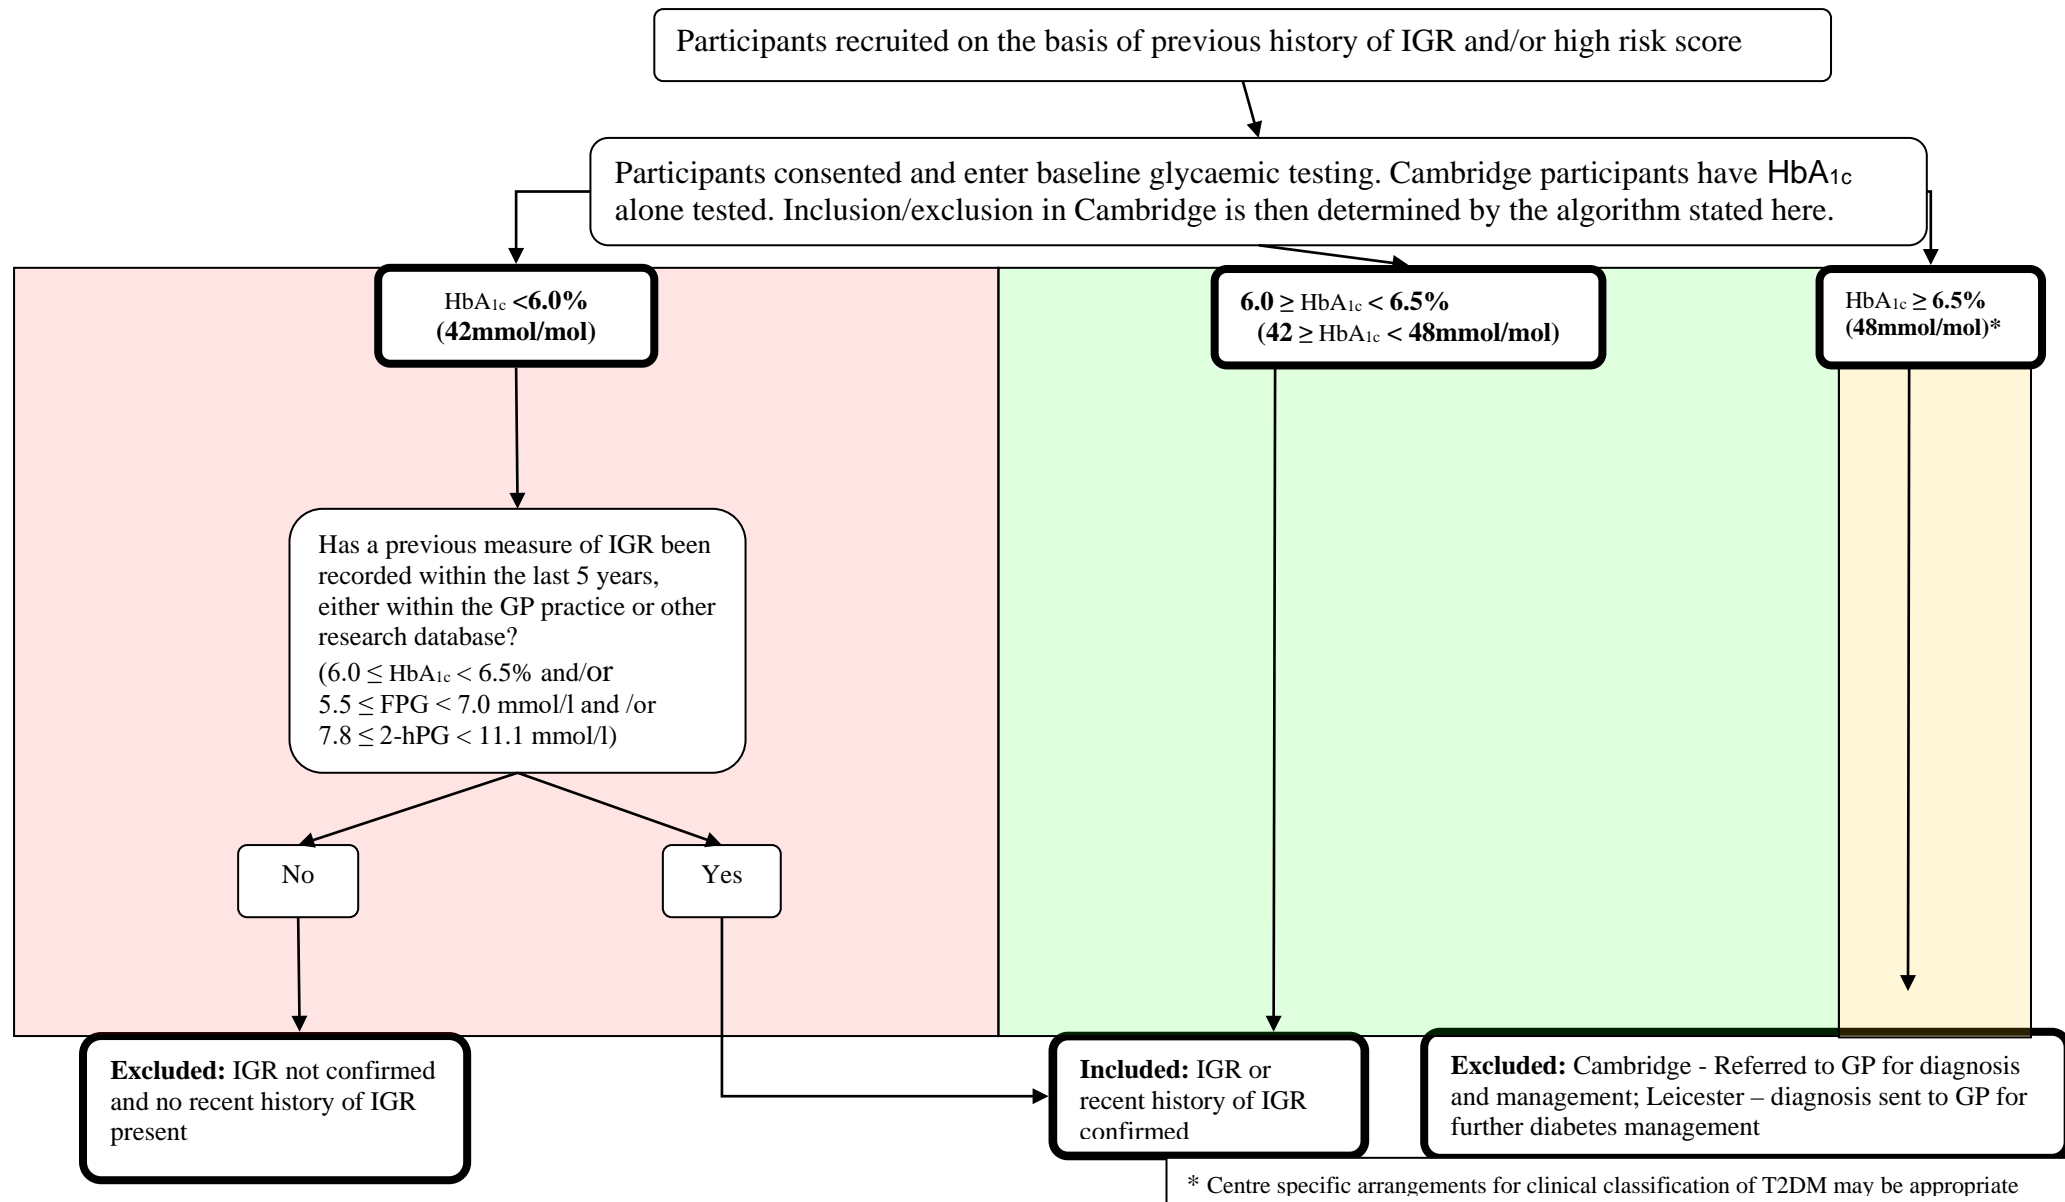 Participants recruited on the basis of previous history of IGR and/or high risk score
Participants consented and enter baseline glycaemic testing. Cambridge participants have HbA1c
alone tested. Inclusion/exclusion in Cambridge is then determined by the algorithm stated here.
HbA1c <6.0%
(42mmol/mol)
6.0 ≥ HbA1c < 6.5%
(42 ≥ HbA1c < 48mmol/mol)
HbA1c ≥ 6.5%
(48mmol/mol)*
Has a previous measure of IGR been
recorded within the last 5 years,
either within the GP practice or other
research database?
(6.0 ≤ HbA1c < 6.5% and/or
5.5 ≤ FPG < 7.0 mmol/l and /or
7.8 ≤ 2-hPG < 11.1 mmol/l)
No
Yes
Excluded: IGR not confirmed
and no recent history of IGR
present
Included: IGR or
recent history of IGR
confirmed
Excluded: Cambridge - Referred to GP for diagnosis
and management; Leicester – diagnosis sent to GP for
further diabetes management
* Centre specific arrangements for clinical classification of T2DM may be appropriate